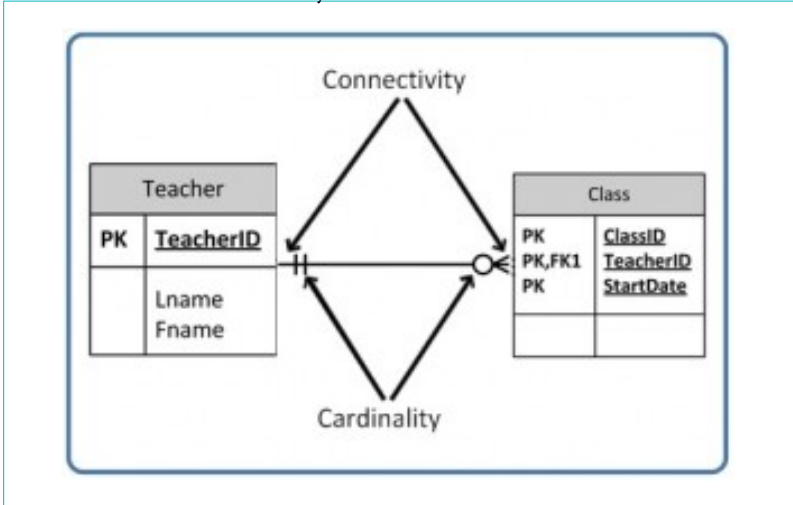 Connectivity
Teacher
PK TeacherID
Lname
Fname
Class
PK ClassID
PK,FK1 TeacherID
PK StartDate
Cardinality